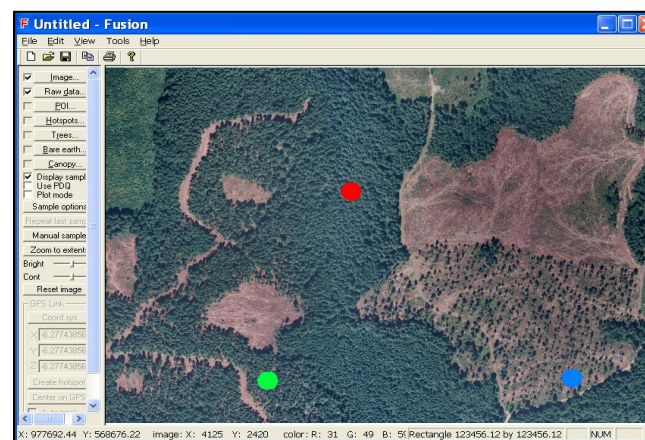 Untitled - Fusion
File Edit View Tools Help
Image...
Raw data...
POI...
Hotspots...
Trees...
Bare earth...
Canopy...
Display sampl
Use PDQ
Plot mode
Sample options
Repeat last samp
Manual sample
Zoom to extent
Bright
Cont
Reset image
GPS Link
Coord sys
X -6.27743856
Y -6.27743856
Z -6.27743856
Create hotspot
Center on GPS
X: 977692.44 Y: 568676.22 image: X: 4125 Y: 2420 color: R: 31 G: 49 B: 59 Rectangle 123456.12 by 123456.12 NUM